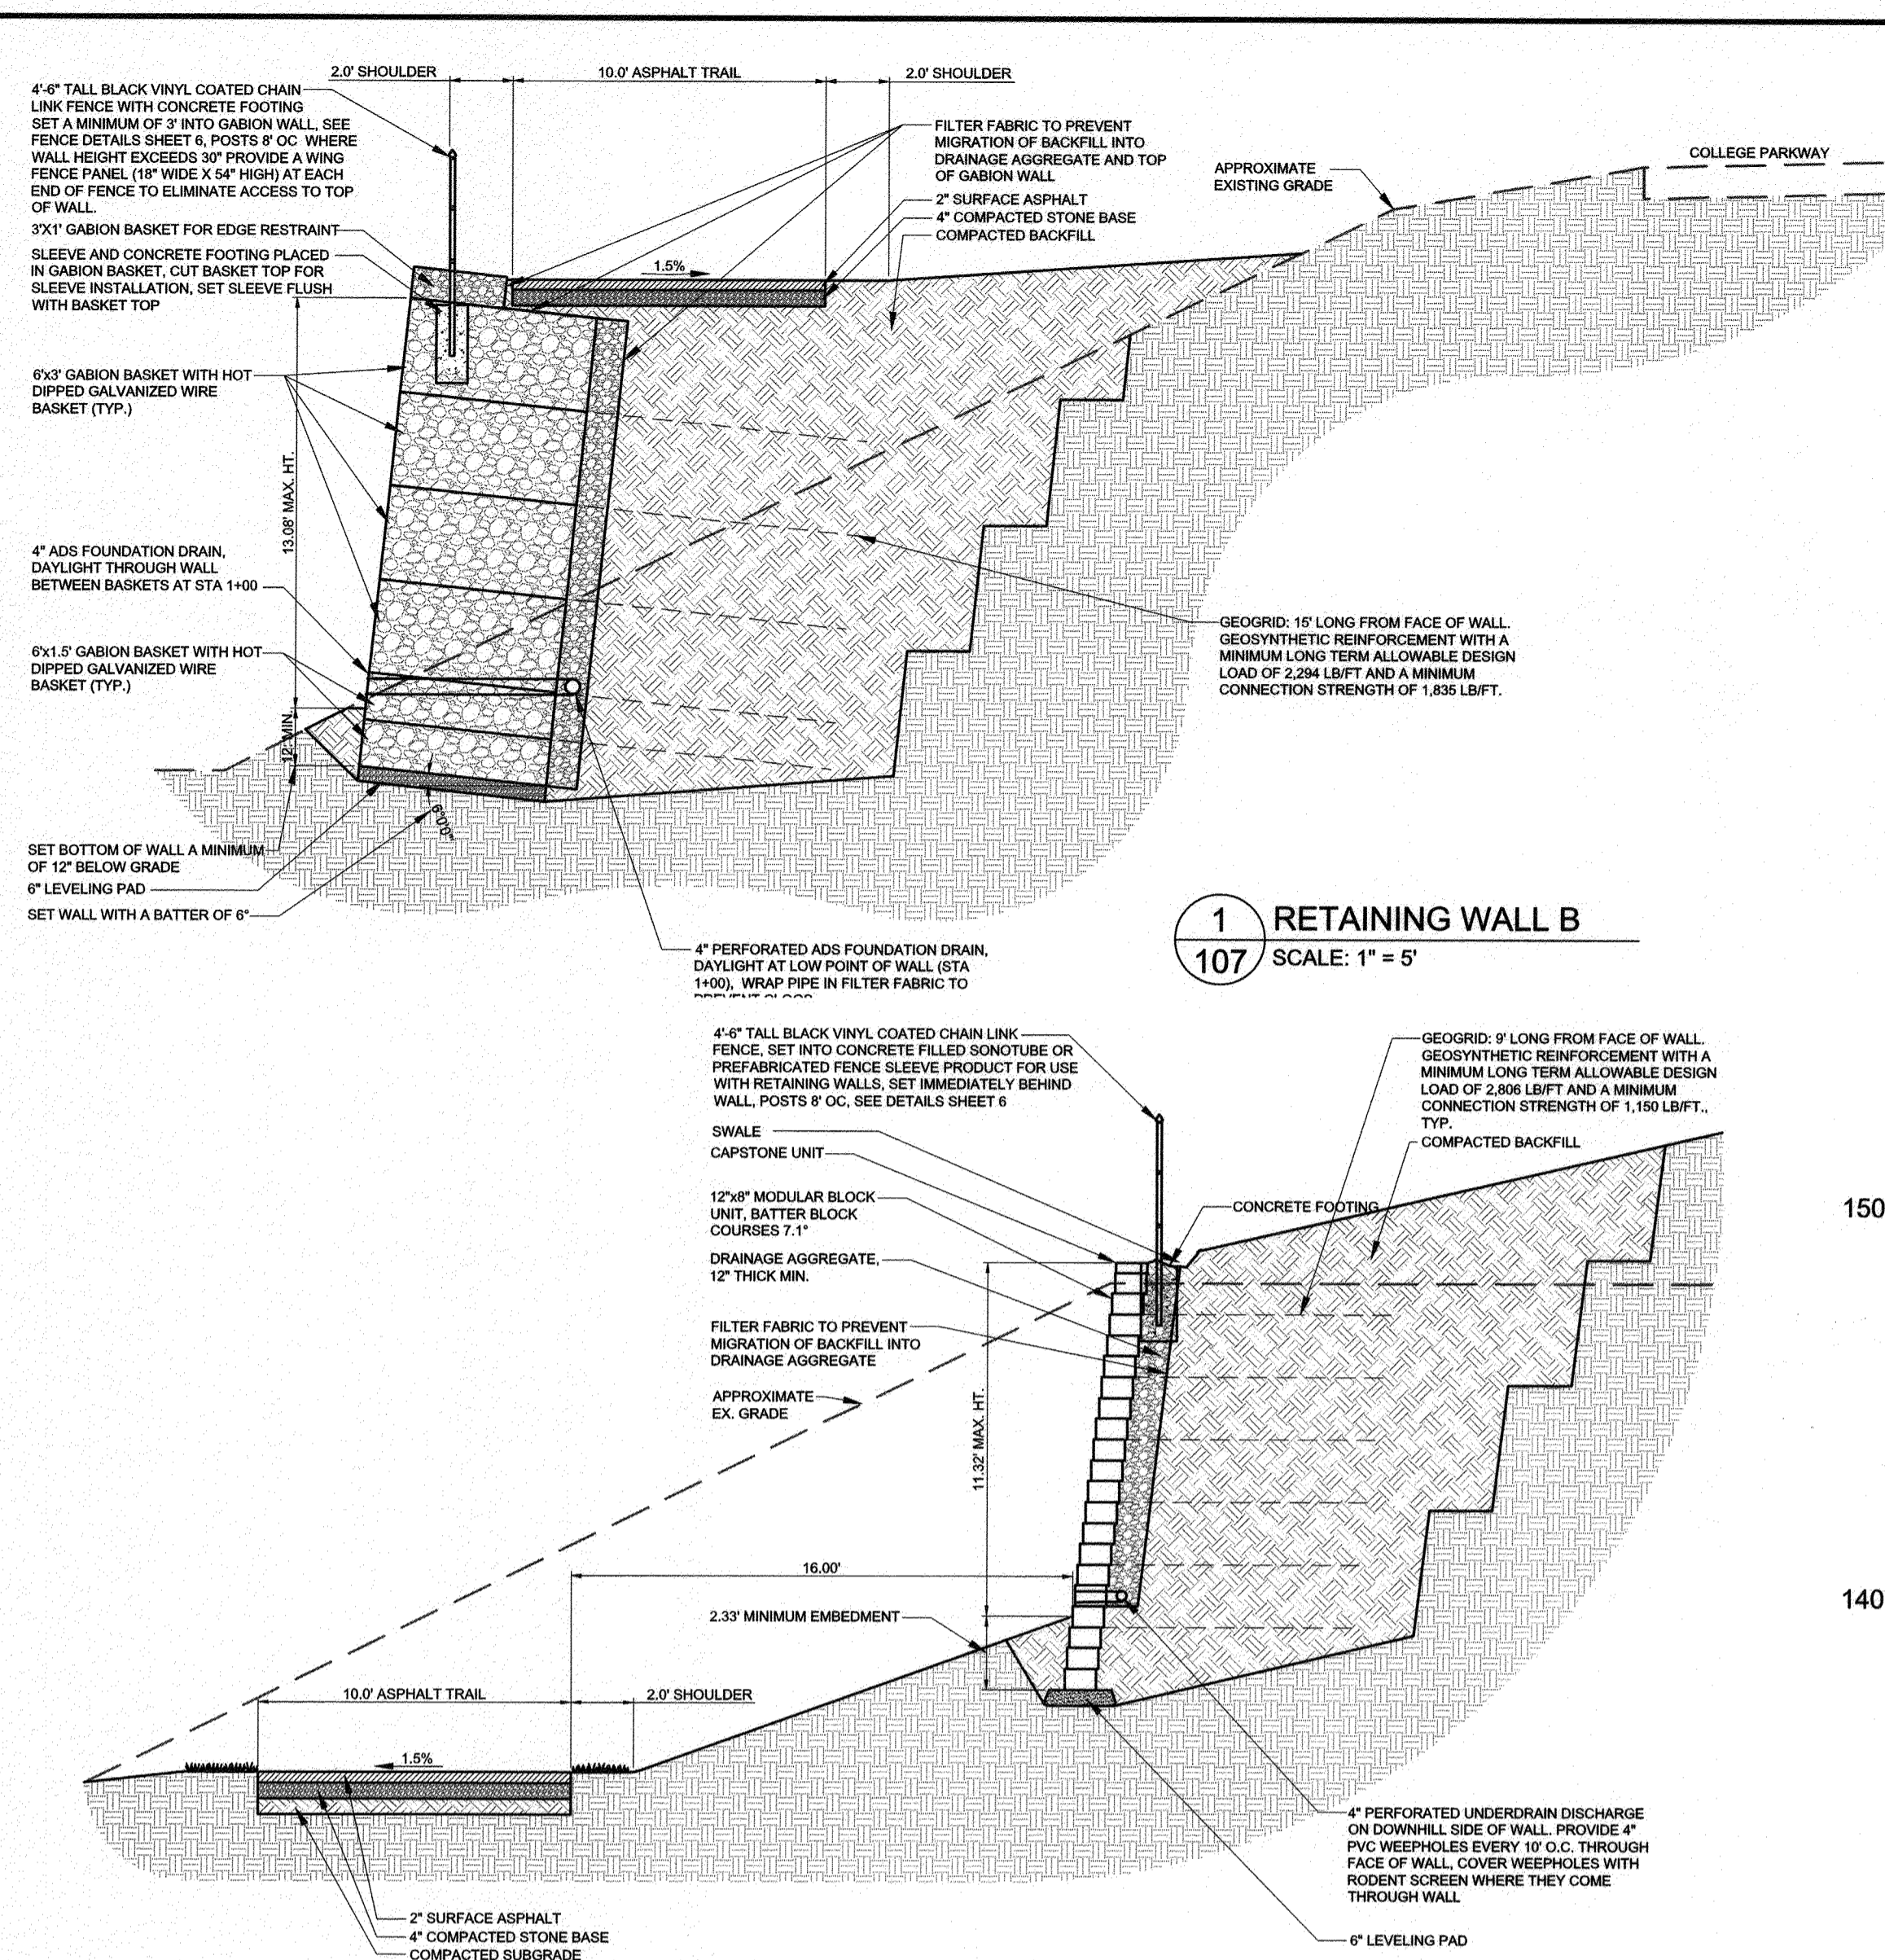 2.0' SHOULDER
10.0' ASPHALT TRAIL
2.0' SHOULDER
4'-6" TALL BLACK VINYL COATED CHAIN
LINK FENCE WITH CONCRETE FOOTING
SET A MINIMUM OF 3' INTO GABION WALL, SEE
FENCE DETAILS SHEET 6, POSTS 8' OC WHERE
WALL HEIGHT EXCEEDS 30" PROVIDE A WING
FENCE PANEL (18" WIDE X 54" HIGH) AT EACH
END OF FENCE TO ELIMINATE ACCESS TO TOP
OF WALL.
3'X1' GABION BASKET FOR EDGE RESTRAINT
SLEEVE AND CONCRETE FOOTING PLACED
IN GABION BASKET, CUT BASKET TOP FOR
SLEEVE INSTALLATION, SET SLEEVE FLUSH
WITH BASKET TOP
6'x3' GABION BASKET WITH HOT
DIPPED GALVANIZED WIRE
BASKET (TYP.)
4" ADS FOUNDATION DRAIN,
DAYLIGHT THROUGH WALL
BETWEEN BASKETS AT STA 1+00
6'x1.5' GABION BASKET WITH HOT
DIPPED GALVANIZED WIRE
BASKET (TYP.)
SET BOTTOM OF WALL A MINIMUM
OF 12" BELOW GRADE
6" LEVELING PAD
SET WALL WITH A BATTER OF 6°
13.08' MAX. HT.
12" MIN.
6°0'0"
1.5%
FILTER FABRIC TO PREVENT
MIGRATION OF BACKFILL INTO
DRAINAGE AGGREGATE AND TOP
OF GABION WALL
2" SURFACE ASPHALT
4" COMPACTED STONE BASE
COMPACTED BACKFILL
APPROXIMATE
EXISTING GRADE
COLLEGE PARKWAY
GEOGRID: 15' LONG FROM FACE OF WALL.
GEOSYNTHETIC REINFORCEMENT WITH A
MINIMUM LONG TERM ALLOWABLE DESIGN
LOAD OF 2,294 LB/FT AND A MINIMUM
CONNECTION STRENGTH OF 1,835 LB/FT.
4" PERFORATED ADS FOUNDATION DRAIN,
DAYLIGHT AT LOW POINT OF WALL (STA
1+00), WRAP PIPE IN FILTER FABRIC TO
1
107
RETAINING WALL B
SCALE: 1" = 5'
4'-6" TALL BLACK VINYL COATED CHAIN LINK
FENCE, SET INTO CONCRETE FILLED SONOTUBE OR
PREFABRICATED FENCE SLEEVE PRODUCT FOR USE
WITH RETAINING WALLS, SET IMMEDIATELY BEHIND
WALL, POSTS 8' OC, SEE DETAILS SHEET 6
SWALE
CAPSTONE UNIT
12"x8" MODULAR BLOCK
UNIT, BATTER BLOCK
COURSES 7.1°
DRAINAGE AGGREGATE,
12" THICK MIN.
FILTER FABRIC TO PREVENT
MIGRATION OF BACKFILL INTO
DRAINAGE AGGREGATE
APPROXIMATE
EX. GRADE
GEOGRID: 9' LONG FROM FACE OF WALL.
GEOSYNTHETIC REINFORCEMENT WITH A
MINIMUM LONG TERM ALLOWABLE DESIGN
LOAD OF 2,806 LB/FT AND A MINIMUM
CONNECTION STRENGTH OF 1,150 LB/FT.,
TYP.
COMPACTED BACKFILL
CONCRETE FOOTING
150
11.32' MAX. HT.
16.00'
2.33' MINIMUM EMBEDMENT
140
10.0' ASPHALT TRAIL
2.0' SHOULDER
1.5%
4" PERFORATED UNDERDRAIN DISCHARGE
ON DOWNHILL SIDE OF WALL. PROVIDE 4"
PVC WEEPHOLES EVERY 10' O.C. THROUGH
FACE OF WALL, COVER WEEPHOLES WITH
RODENT SCREEN WHERE THEY COME
THROUGH WALL
6" LEVELING PAD
2" SURFACE ASPHALT
4" COMPACTED STONE BASE
COMPACTED SUBGRADE